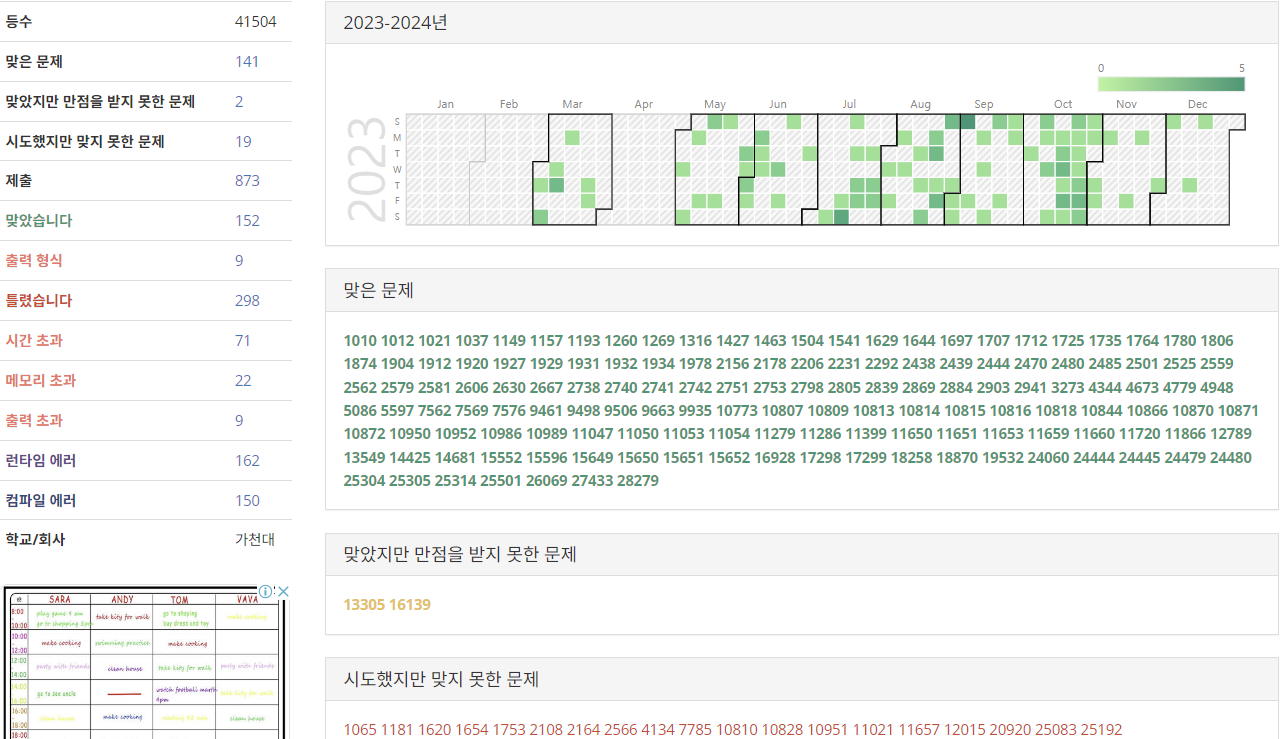 등수 41504
맞은 문제 141
맞았지만 만점을 받지 못한 문제 2
시도했지만 맞지 못한 문제 19
제출 873
맞았습니다 152
출력 형식 9
틀렸습니다 298
시간 초과 71
메모리 초과 22
출력 초과 9
런타임 에러 162
컴파일 에러 150
학교/회사 가천대
SARA ANDY TOM VAVA
8:00 play game 4 am take kity for walk go to shoping make cooking
10:00 go to shopping 2pm buy dress and toy
10:00 make cooking swimming practice make cooking
12:00
12:00 party with friends clean house take kity for walk party with friends
14:00
14:00 go to see uncle watch football match take kity for walk
16:00 4pm
16:00 clean house make cooking clean house
18:00
18:00
2023-2024년
0 5
Jan Feb Mar Apr May Jun Jul Aug Sep Oct Nov Dec
2023
S
M
T
W
T
F
S
맞은 문제
1010 1012 1021 1037 1149 1157 1193 1260 1269 1316 1427 1463 1504 1541 1629 1644 1697 1707 1712 1725 1735 1764 1780 1806
1874 1904 1912 1920 1927 1929 1931 1932 1934 1978 2156 2178 2206 2231 2292 2438 2439 2444 2470 2480 2485 2501 2525 2559
2562 2579 2581 2606 2630 2667 2738 2740 2741 2742 2751 2753 2798 2805 2839 2869 2884 2903 2941 3273 4344 4673 4779 4948
5086 5597 7562 7569 7576 9461 9498 9506 9663 9935 10773 10807 10809 10813 10814 10815 10816 10818 10844 10866 10870 10871
10872 10950 10952 10986 10989 11047 11050 11053 11054 11279 11286 11399 11650 11651 11653 11659 11660 11720 11866 12789
13549 14425 14681 15552 15596 15649 15650 15651 15652 16928 17298 17299 18258 18870 19532 24060 24444 24445 24479 24480
25304 25305 25314 25501 26069 27433 28279
맞았지만 만점을 받지 못한 문제
13305 16139
시도했지만 맞지 못한 문제
1065 1181 1620 1654 1753 2108 2164 2566 4134 7785 10810 10828 10951 11021 11657 12015 20920 25083 25192